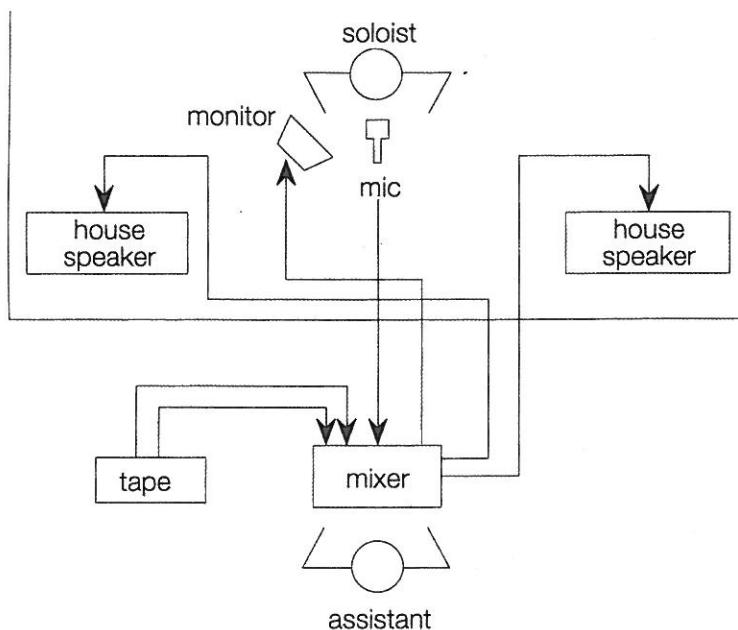 soloist
monitor
mic
house
speaker
house
speaker
tape
mixer
assistant